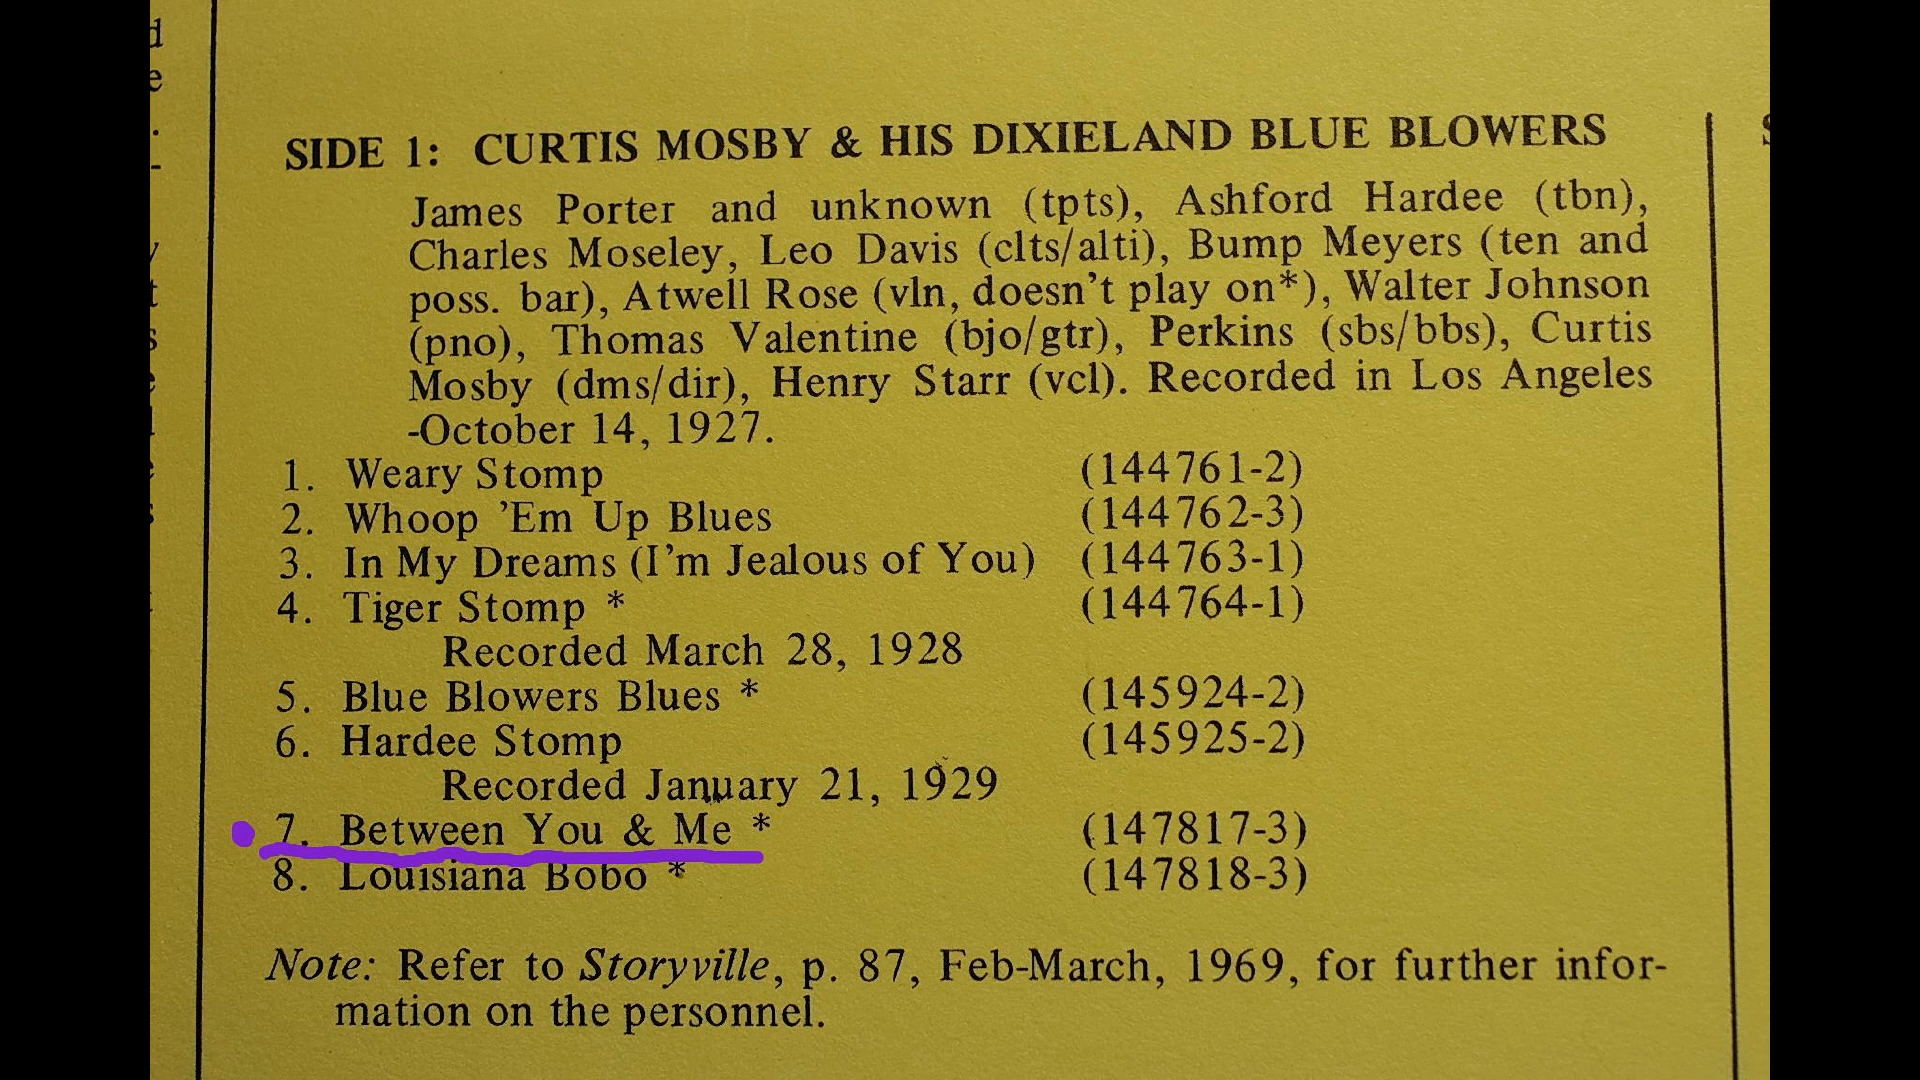 SIDE 1: CURTIS MOSBY & HIS DIXIELAND BLUE BLOWERS
James Porter and unknown (tpts), Ashford Hardee (tbn),
Charles Moseley, Leo Davis (clts/alti), Bump Meyers (ten and
poss. bar), Atwell Rose (vln, doesn't play on*), Walter Johnson
(pno), Thomas Valentine (bjo/gtr), Perkins (sbs/bbs), Curtis
Mosby (dms/dir), Henry Starr (vcl). Recorded in Los Angeles
-October 14, 1927.
1. Weary Stomp (144761-2)
2. Whoop 'Em Up Blues (144762-3)
3. In My Dreams (I'm Jealous of You) (144763-1)
4. Tiger Stomp * (144764-1)
Recorded March 28, 1928
5. Blue Blowers Blues * (145924-2)
6. Hardee Stomp (145925-2)
Recorded January 21, 1929
7. Between You & Me * (147817-3)
8. Louisiana Bobo * (147818-3)
Note: Refer to Storyville, p. 87, Feb-March, 1969, for further infor-
mation on the personnel.